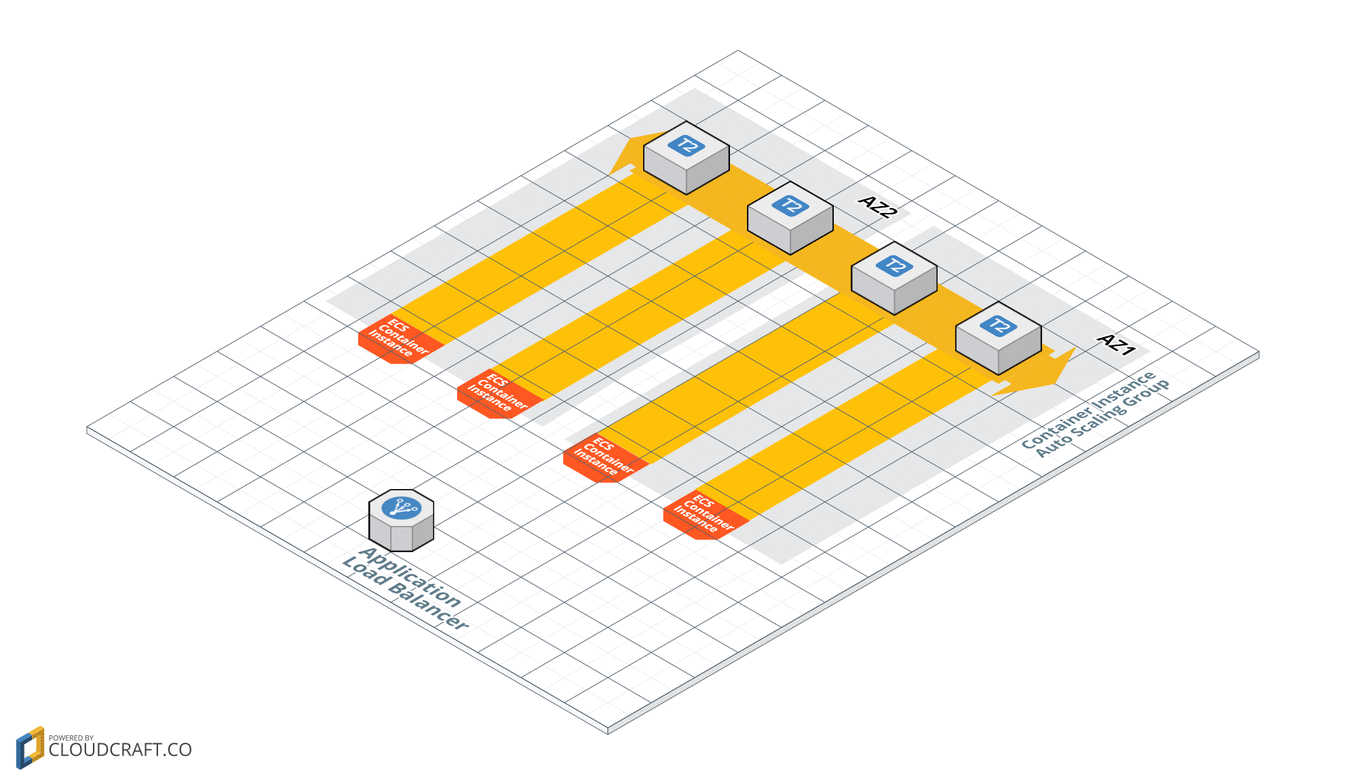 T2
T2
AZ2
T2
T2
AZ1
ECS
Container
Instance
ECS
Container
Instance
ECS
Container
Instance
ECS
Container
Instance
Container Instance
Auto Scaling Group
Application
Load Balancer
POWERED BY
CLOUDCRAFT.CO